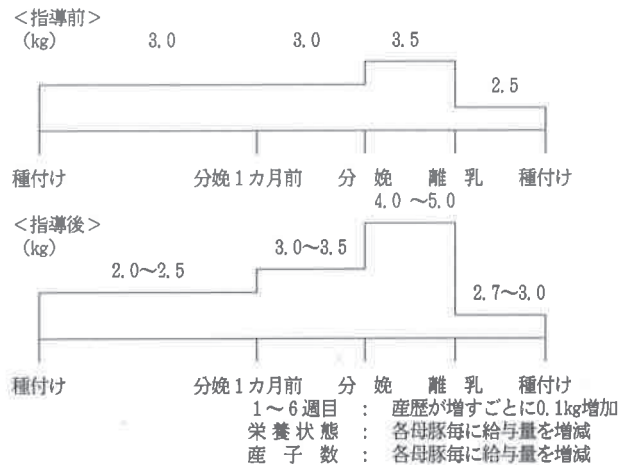 <指導前>
(kg) 3.0 3.0 3.5
2.5
種付け 分娩1カ月前 分 娩 離 乳 種付け
<指導後> 4.0 ~5.0
(kg) 3.0~3.5
2.0~2.5 2.7~3.0
種付け 分娩1カ月前 分 娩 離 乳 種付け
1~6週目 : 産歴が増すごとに0.1kg増加
栄養状態 : 各母豚毎に給与量を増減
産子数 : 各母豚毎に給与量を増減